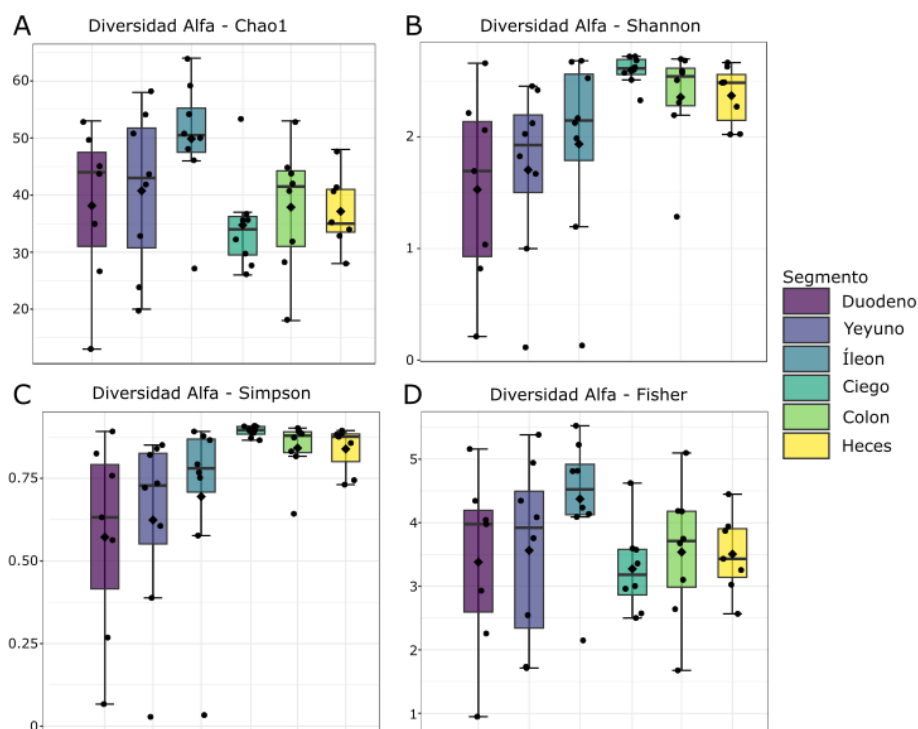 A
Diversidad Alfa - Chao1
60
50
40
30
20
B
Diversidad Alfa - Shannon
2
1
0
C
Diversidad Alfa - Simpson
0.75
0.50
0.25
0
D
Diversidad Alfa - Fisher
5
4
3
2
1
Segmento
Duodeno
Yeyuno
Íleon
Ciego
Colon
Heces